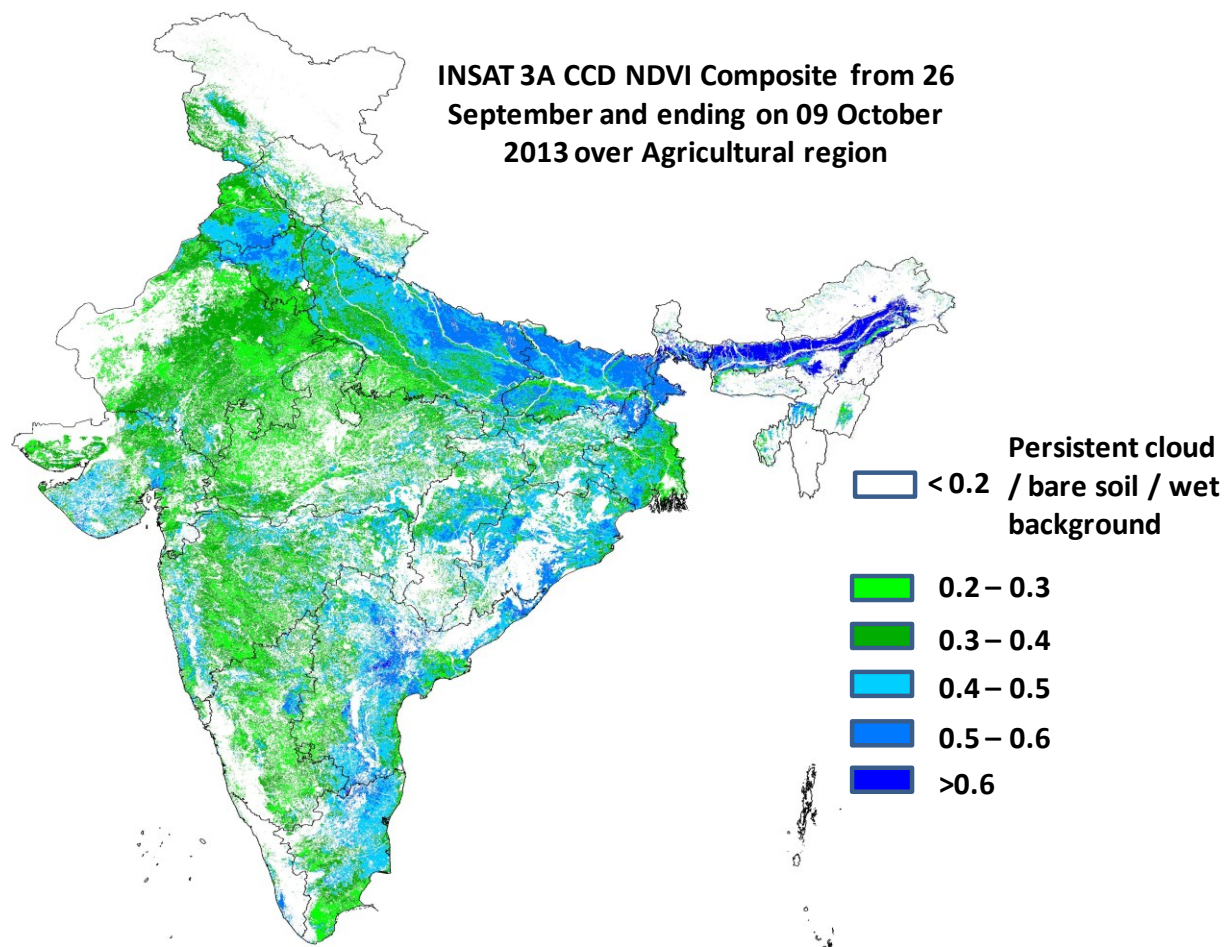 INSAT 3A CCD NDVI Composite from 26
September and ending on 09 October
2013 over Agricultural region
< 0.2
Persistent cloud
/ bare soil / wet
background
0.2 – 0.3
0.3 – 0.4
0.4 – 0.5
0.5 – 0.6
>0.6